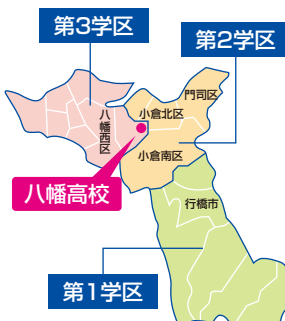 第3学区
第2学区
門司区
小倉北区
八幡西区
小倉南区
八幡高校
行橋市
第1学区